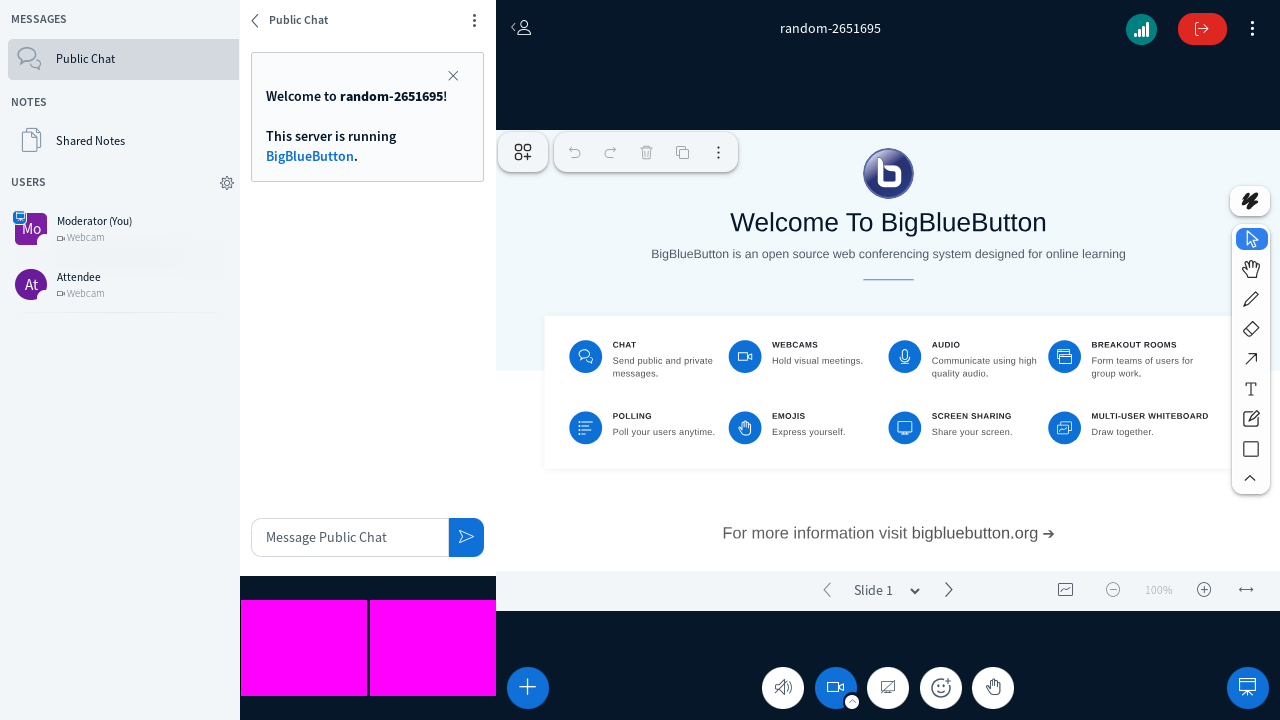 MESSAGES
Public Chat
NOTES
Shared Notes
USERS
Mo
Moderator (You)
Webcam
At
Attendee
Webcam
Public Chat
Welcome to random-2651695!
This server is running
BigBlueButton.
Message Public Chat
random-2651695
b
Welcome To BigBlueButton
BigBlueButton is an open source web conferencing system designed for online learning
CHAT
Send public and private
messages.
WEBCAMS
Hold visual meetings.
AUDIO
Communicate using high
quality audio.
BREAKOUT ROOMS
Form teams of users for
group work.
POLLING
Poll your users anytime.
EMOJIS
Express yourself.
SCREEN SHARING
Share your screen.
MULTI-USER WHITEBOARD
Draw together.
For more information visit bigbluebutton.org →
Slide 1
100%